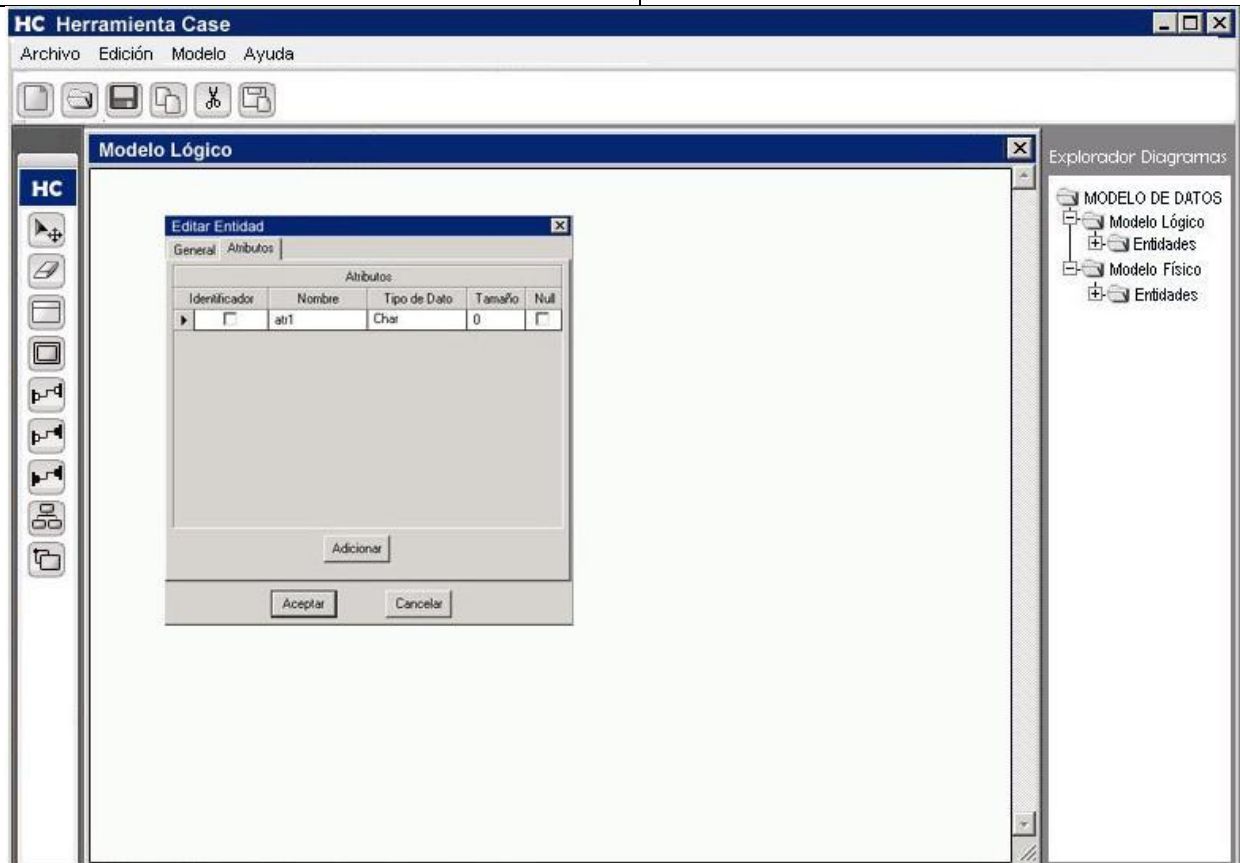 HC Herramienta Case
Archivo Edición Modelo Ayuda
Modelo Lógico
Explorador Diagramas
HC
MODELO DE DATOS
Modelo Lógico
Entidades
Modelo Físico
Entidades
Editar Entidad
General Atributos
Atributos
Identificador Nombre Tipo de Dato Tamaño Null
atri1 Char 0
Adicionar
Aceptar Cancelar